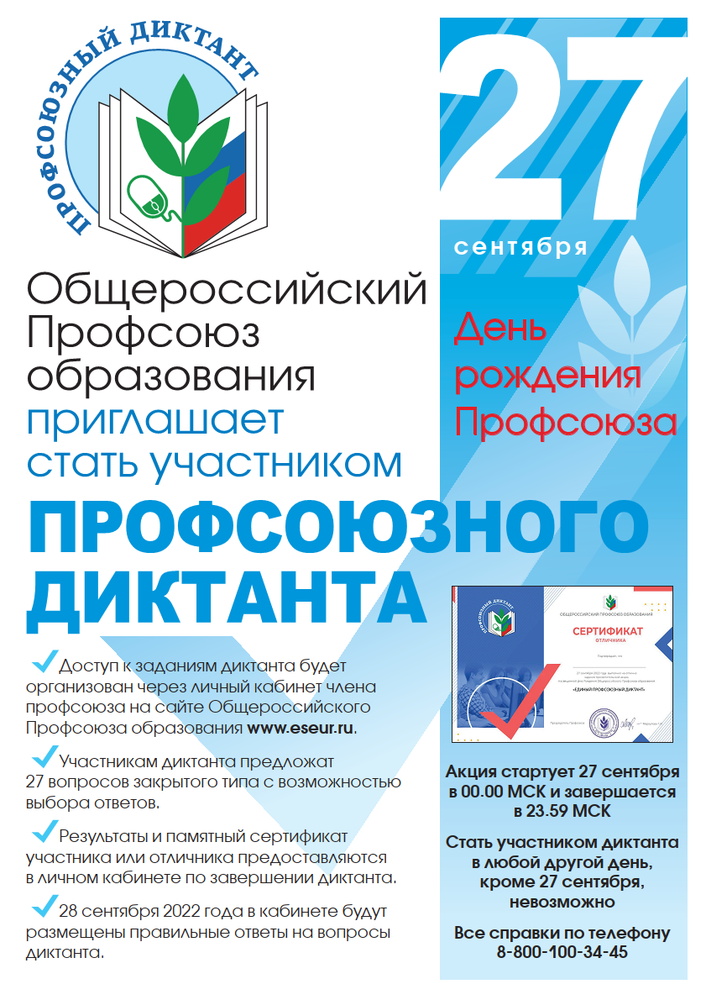 ПРОФСОЮЗНЫЙ ДИКТАНТ
27
сентября
День
рождения
Профсоюза
Общероссийский
Профсоюз
образования
приглашает
стать участником
ПРОФСОЮЗНОГО
ДИКТАНТА
Доступ к заданиям диктанта будет
организован через личный кабинет члена
профсоюза на сайте Общероссийского
Профсоюза образования www.eseur.ru.
Участникам диктанта предложат
27 вопросов закрытого типа с возможностью
выбора ответов.
Результаты и памятный сертификат
участника или отличника предоставляются
в личном кабинете по завершении диктанта.
28 сентября 2022 года в кабинете будут
размещены правильные ответы на вопросы
диктанта.
ПРОФСОЮЗНЫЙ ДИКТАНТ
ОБЩЕРОССИЙСКИЙ ПРОФСОЮЗ ОБРАЗОВАНИЯ
СЕРТИФИКАТ
ОТЛИЧНИКА
«ЕДИНЫЙ ПРОФСОЮЗНЫЙ ДИКТАНТ»
Акция стартует 27 сентября
в 00.00 МСК и завершается
в 23.59 МСК
Стать участником диктанта
в любой другой день,
кроме 27 сентября,
невозможно
Все справки по телефону
8-800-100-34-45